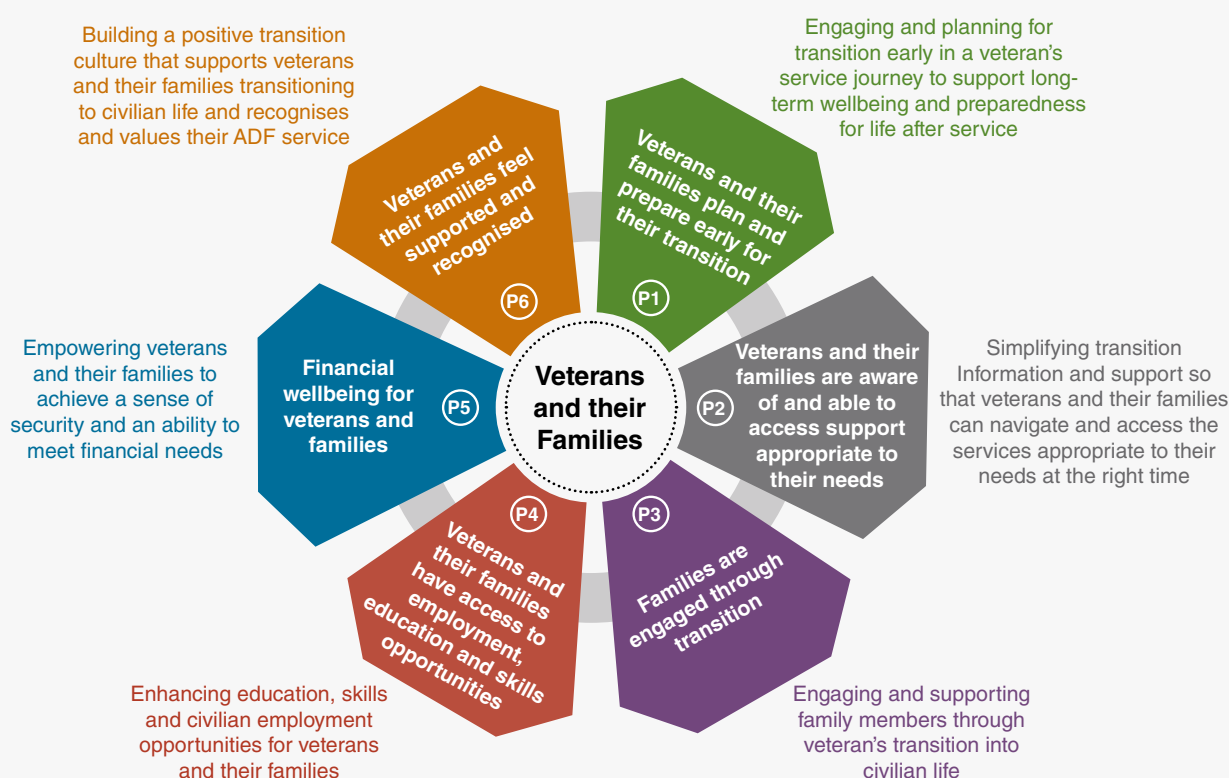 Building a positive transition
culture that supports veterans
and their families transitioning
to civilian life and recognises
and values their ADF service
Engaging and planning for
transition early in a veteran’s
service journey to support long-
term wellbeing and preparedness
for life after service
Veterans and
their families feel
supported and
recognised
P6
Veterans and their
families plan and
prepare early for
their transition
P1
Empowering veterans
and their families to
achieve a sense of
security and an ability to
meet financial needs
Financial
wellbeing for
veterans and
families
P5
Veterans
and their
Families
P2
Veterans and their
families are aware
of and able to
access support
appropriate to
their needs
Simplifying transition
Information and support so
that veterans and their families
can navigate and access the
services appropriate to their
needs at the right time
P4
Veterans and
their families
have access to
employment,
education and skills
opportunities
P3
Families are
engaged through
transition
Enhancing education, skills
and civilian employment
opportunities for veterans
and their families
Engaging and supporting
family members through
veteran’s transition into
civilian life